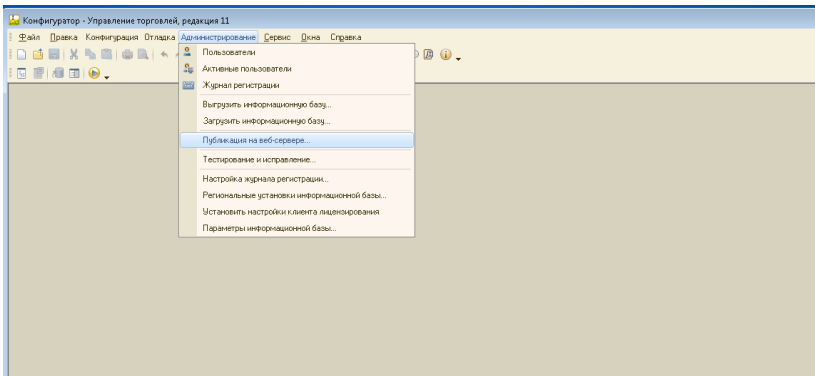 Конфигуратор - Управление торговлей, редакция 11
Файл Правка Конфигурация Отладка Администрирование Сервис Окна Справка
Пользователи
Активные пользователи
Журнал регистрации
Выгрузить информационную базу...
Загрузить информационную базу...
Публикация на веб-сервере...
Тестирование и исправление...
Настройка журнала регистрации...
Региональные установки информационной базы...
Установить настройки клиента лицензирования
Параметры информационной базы...